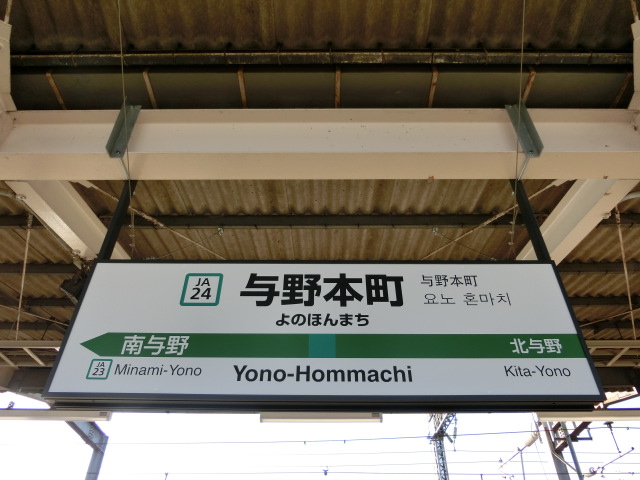 JA
24
与野本町
与野本町
요노 혼마치
よのほんまち
南与野
北与野
JA
23
Minami-Yono
Yono-Hommachi
Kita-Yono